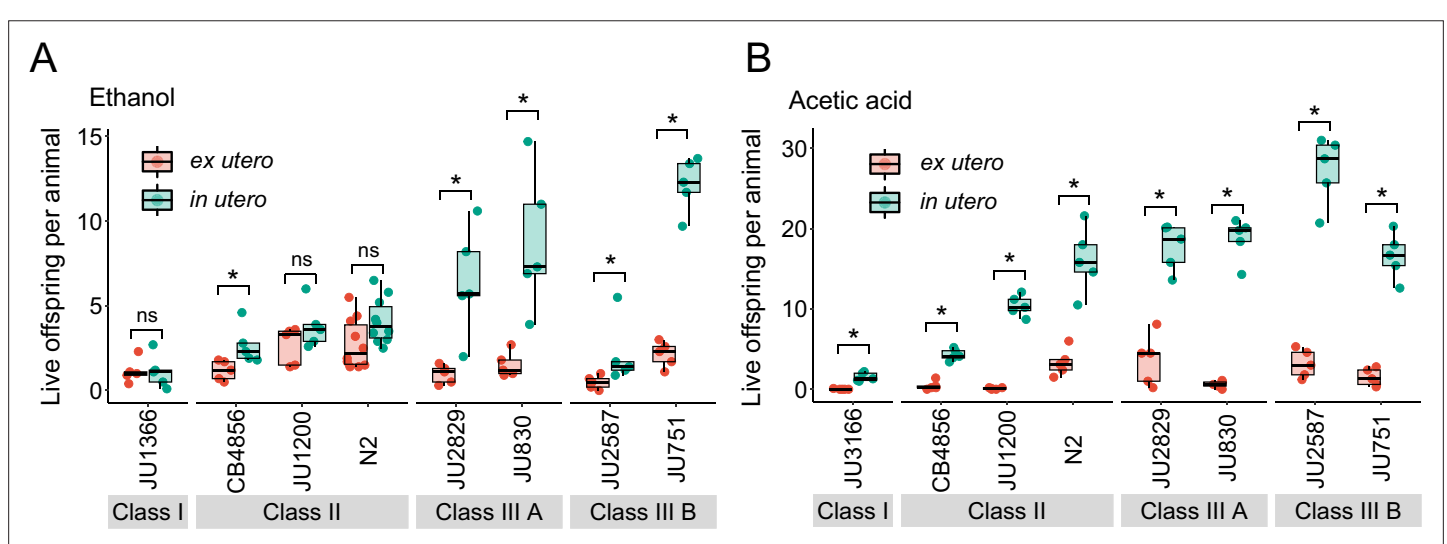 A
Ethanol
Live offspring per animal
15
10
5
0
ex utero
in utero
ns
*
ns
ns
*
*
*
*
JU1366
CB4856
JU1200
N2
JU2829
JU830
JU2587
JU751
Class I
Class II
Class III A
Class III B
B
Acetic acid
Live offspring per animal
30
20
10
0
ex utero
in utero
*
*
*
*
*
*
*
*
JU3166
CB4856
JU1200
N2
JU2829
JU830
JU2587
JU751
Class I
Class II
Class III A
Class III B